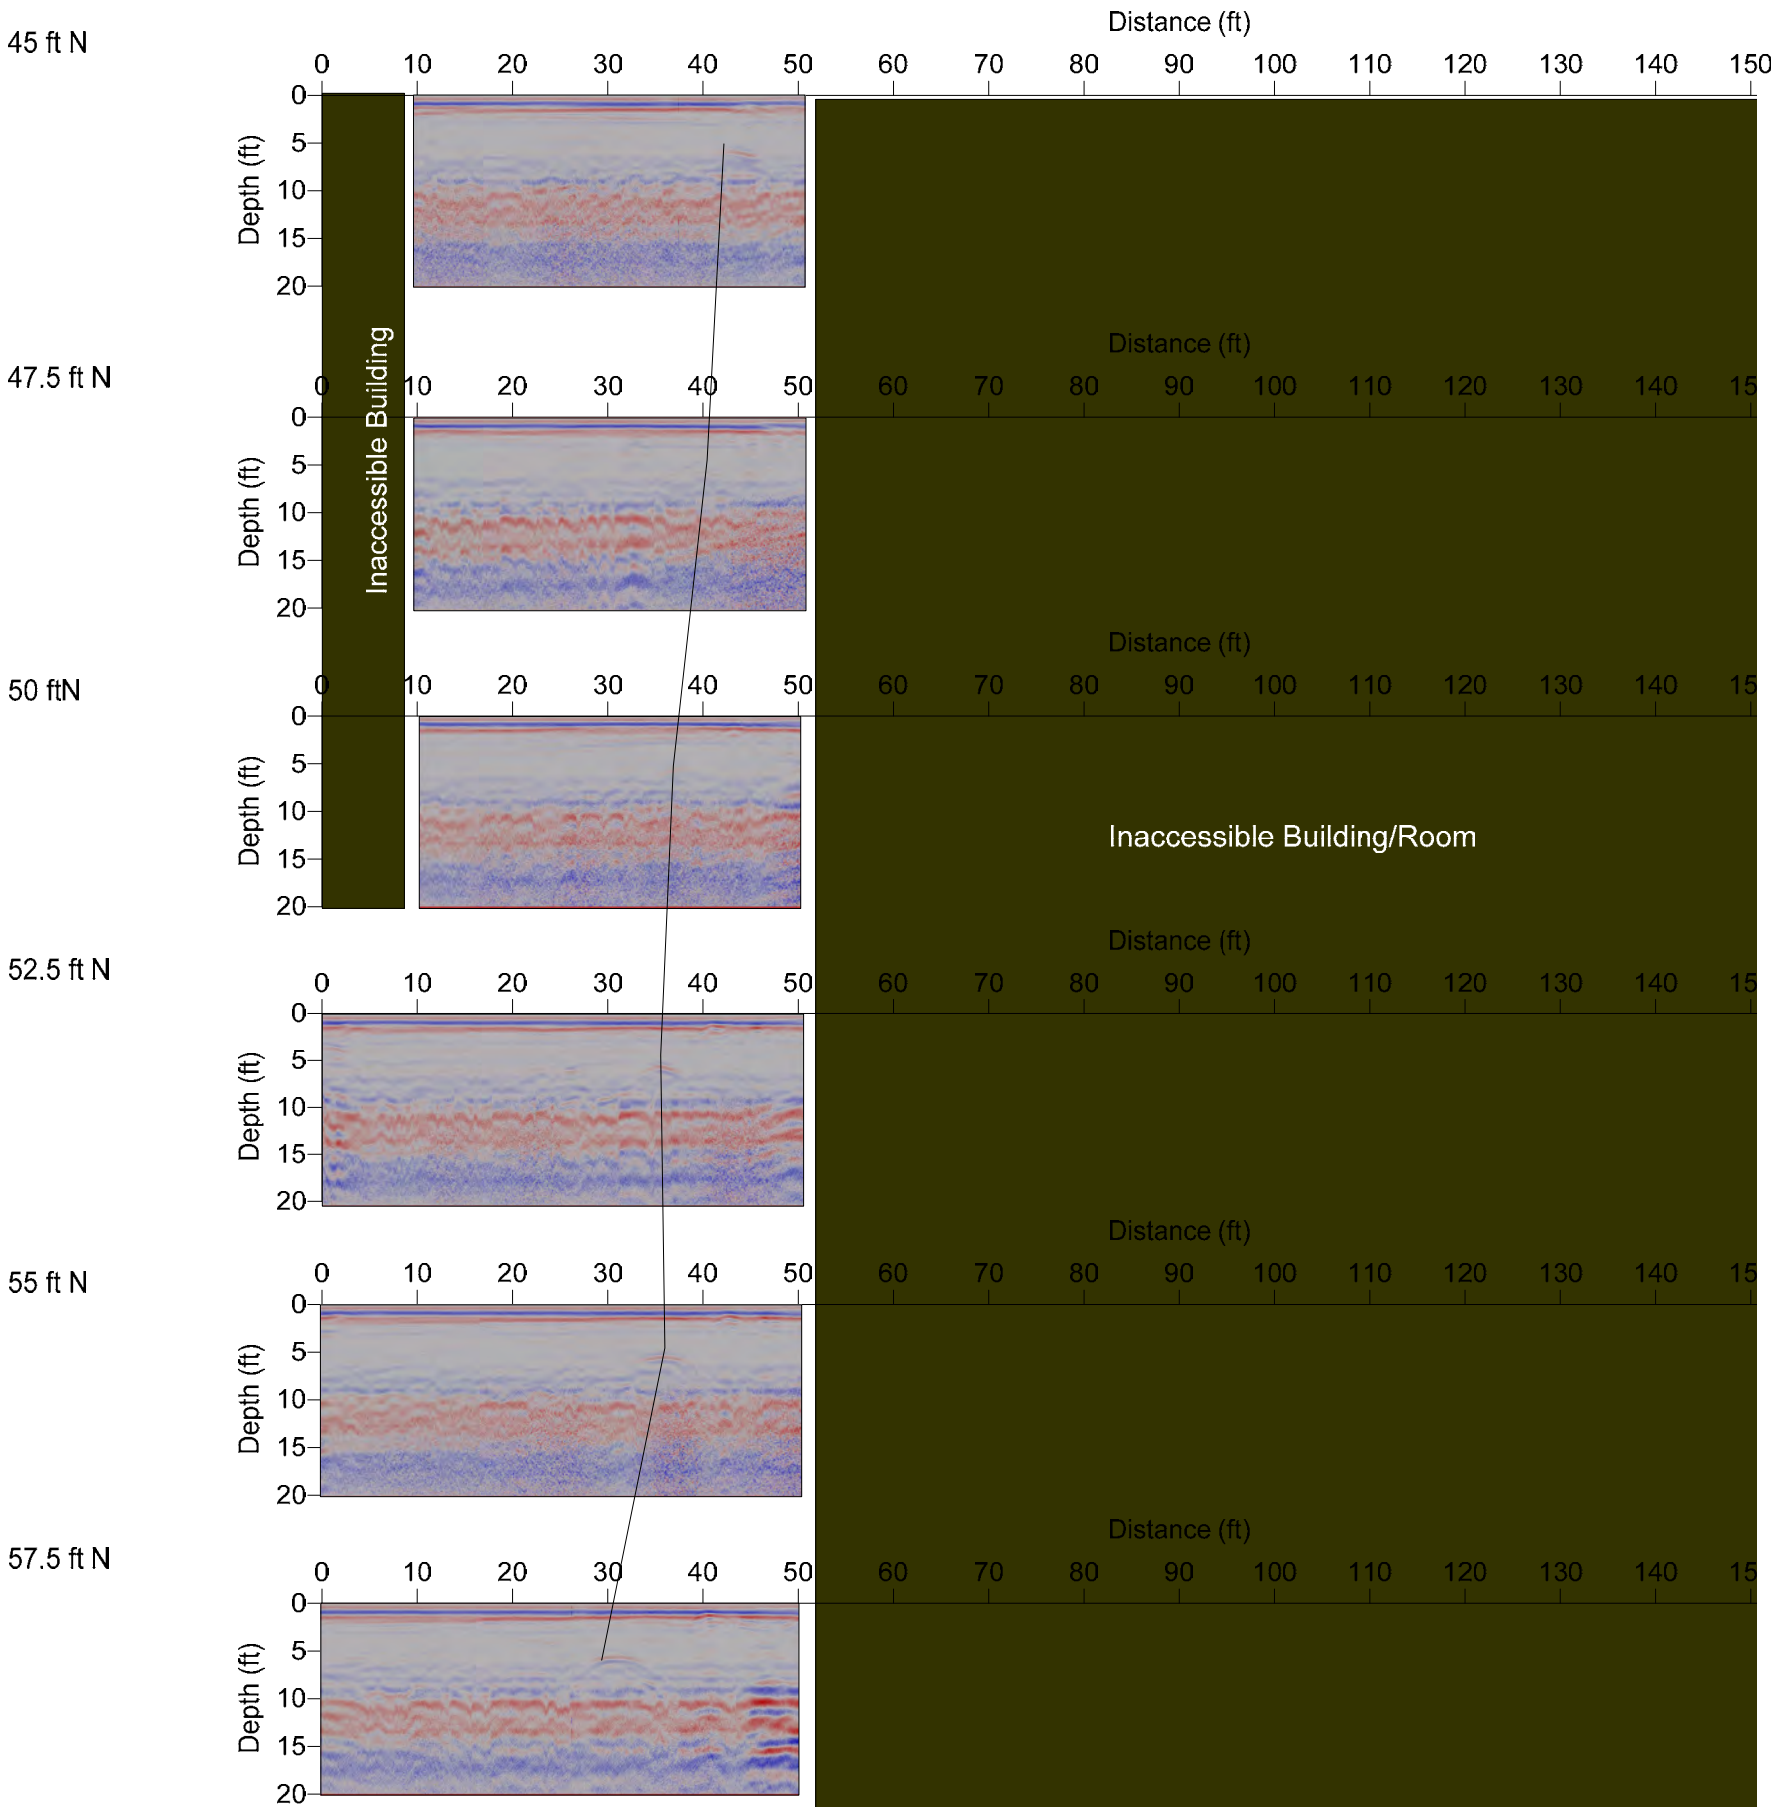 45 ft N
Distance (ft)
0 10 20 30 40 50 60 70 80 90 100 110 120 130 140 150
Depth (ft)
0
5
10
15
20
Inaccessible Building
47.5 ft N
Distance (ft)
0 10 20 30 40 50 60 70 80 90 100 110 120 130 140 15
Depth (ft)
0
5
10
15
20
50 ftN
Distance (ft)
0 10 20 30 40 50 60 70 80 90 100 110 120 130 140 15
Depth (ft)
0
5
10
15
20
Inaccessible Building/Room
52.5 ft N
Distance (ft)
0 10 20 30 40 50 60 70 80 90 100 110 120 130 140 15
Depth (ft)
0
5
10
15
20
55 ft N
Distance (ft)
0 10 20 30 40 50 60 70 80 90 100 110 120 130 140 15
Depth (ft)
0
5
10
15
20
57.5 ft N
Distance (ft)
0 10 20 30 40 50 60 70 80 90 100 110 120 130 140 15
Depth (ft)
0
5
10
15
20